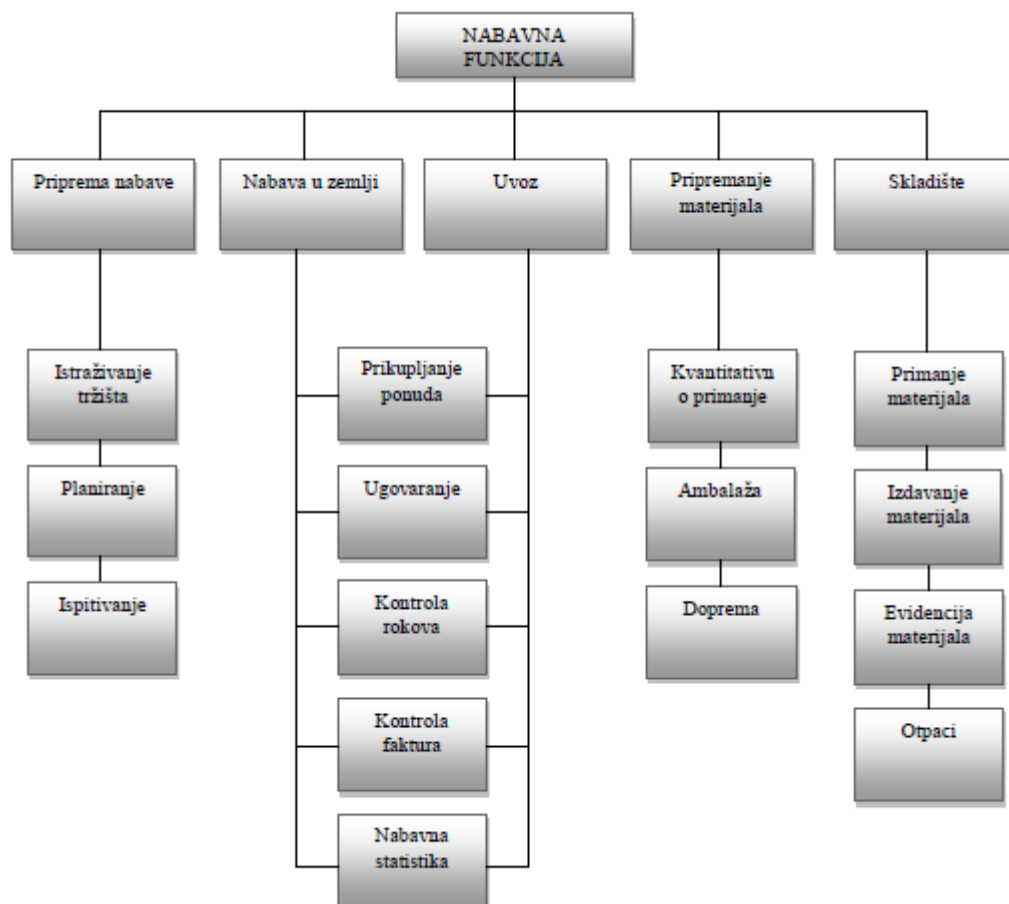 NABAVNA
FUNKCIJA
Priprema nabave
Nabava u zemlji
Uvoz
Pripremanje
materijala
Skladište
Istraživanje
tržišta
Planiranje
Ispitivanje
Prikupljanje
ponuda
Ugovaranje
Kontrola
rokova
Kontrola
faktura
Nabavna
statistika
Kvantitativn
o primanje
Ambalaža
Doprema
Primanje
materijala
Izdavanje
materijala
Evidencija
materijala
Otpaci